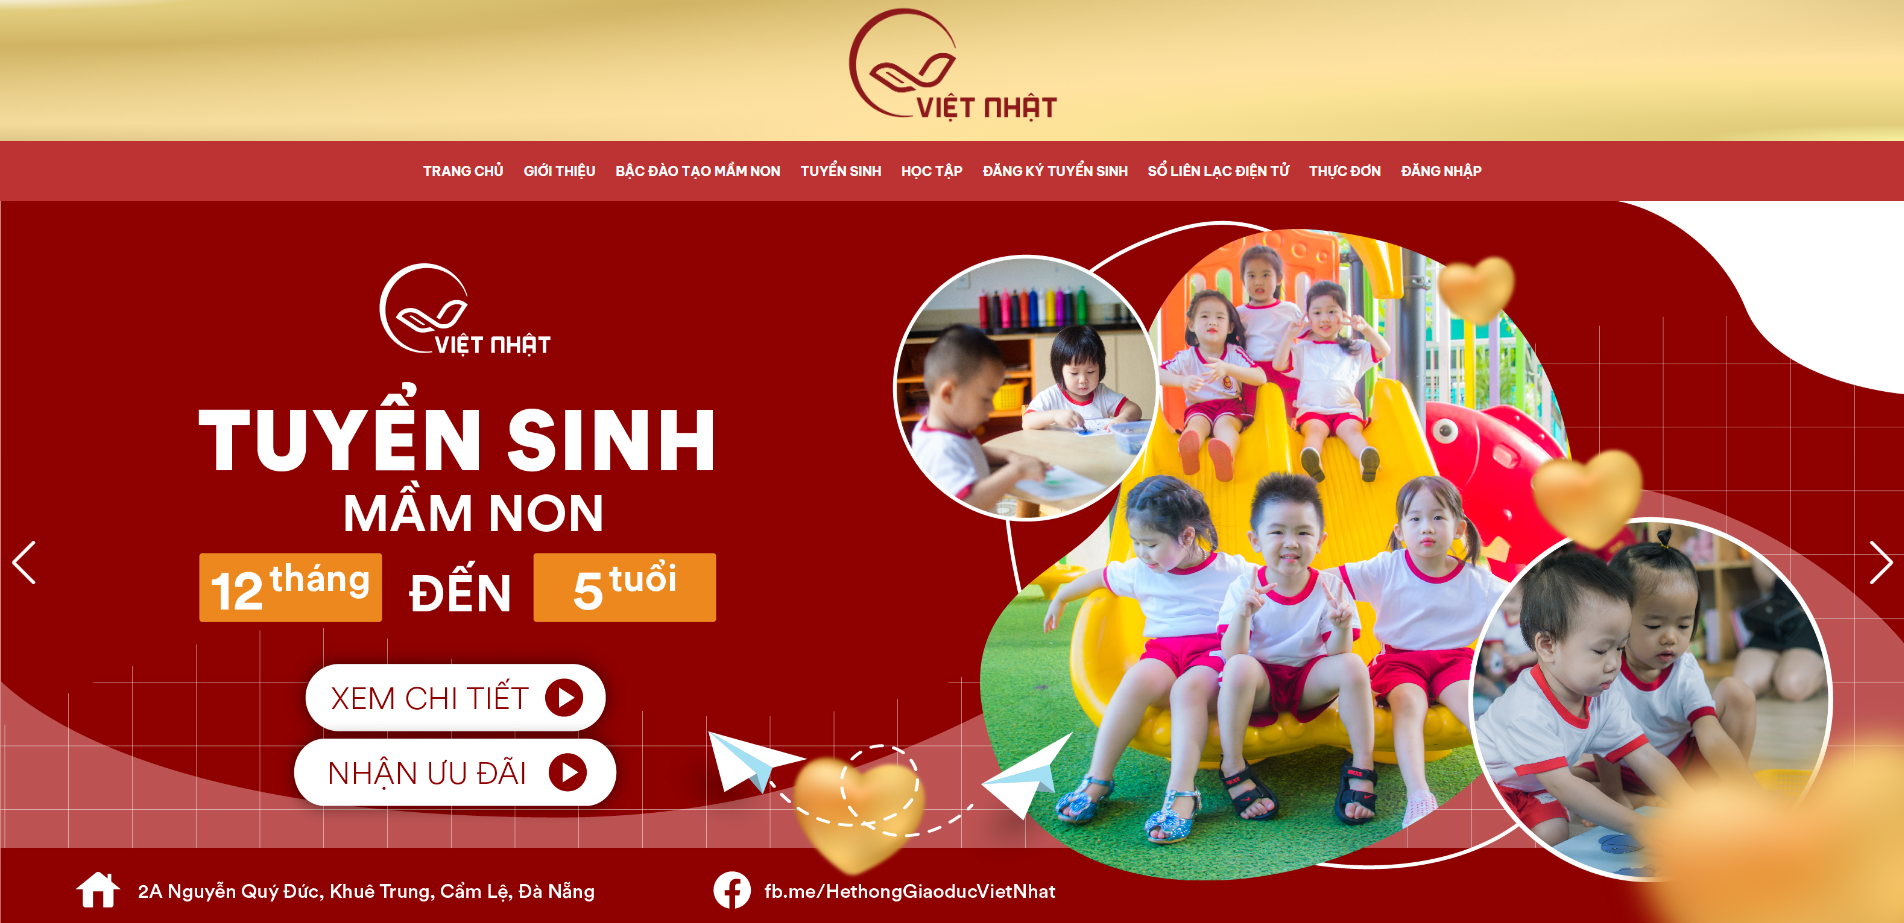 VIỆT NHẬT
TRANG CHỦ GIỚI THIỆU BẬC ĐÀO TẠO MẦM NON TUYỂN SINH HỌC TẬP ĐĂNG KÝ TUYỂN SINH SỔ LIÊN LẠC ĐIỆN TỬ THỰC ĐƠN ĐĂNG NHẬP
VIỆT NHẬT
TUYỂN SINH
MẦM NON
12 tháng ĐẾN 5 tuổi
XEM CHI TIẾT
NHẬN ƯU ĐÃI
2A Nguyễn Quý Đức, Khuê Trung, Cẩm Lệ, Đà Nẵng
fb.me/HethongGiaoducVietNhat